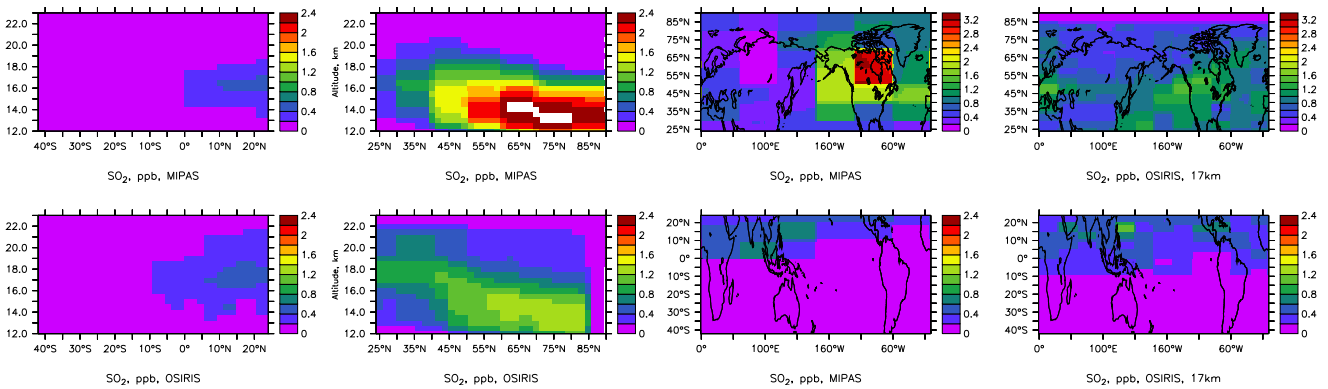 22.0
20.0
18.0
16.0
14.0
12.0
2.4
2
1.6
1.2
0.8
0.4
0
40°S 30°S 20°S 10°S 0° 10°N 20°N
SO2, ppb, MIPAS
Altitude, km
22.0
20.0
18.0
16.0
14.0
12.0
2.4
2
1.6
1.2
0.8
0.4
0
25°N 35°N 45°N 55°N 65°N 75°N 85°N
SO2, ppb, MIPAS
85°N
75°N
65°N
55°N
45°N
35°N
25°N
3.2
2.8
2.4
2
1.6
1.2
0.8
0.4
0
0° 100°E 160°W 60°W
SO2, ppb, MIPAS
85°N
75°N
65°N
55°N
45°N
35°N
25°N
3.2
2.8
2.4
2
1.6
1.2
0.8
0.4
0
0° 100°E 160°W 60°W
SO2, ppb, OSIRIS, 17km
22.0
20.0
18.0
16.0
14.0
12.0
2.4
2
1.6
1.2
0.8
0.4
0
40°S 30°S 20°S 10°S 0° 10°N 20°N
SO2, ppb, OSIRIS
Altitude, km
22.0
20.0
18.0
16.0
14.0
12.0
2.4
2
1.6
1.2
0.8
0.4
0
25°N 35°N 45°N 55°N 65°N 75°N 85°N
SO2, ppb, OSIRIS
20°N
10°N
0°
10°S
20°S
30°S
40°S
2.4
2
1.6
1.2
0.8
0.4
0
0° 100°E 160°W 60°W
SO2, ppb, MIPAS
20°N
10°N
0°
10°S
20°S
30°S
40°S
2.4
2
1.6
1.2
0.8
0.4
0
0° 100°E 160°W 60°W
SO2, ppb, OSIRIS, 17km